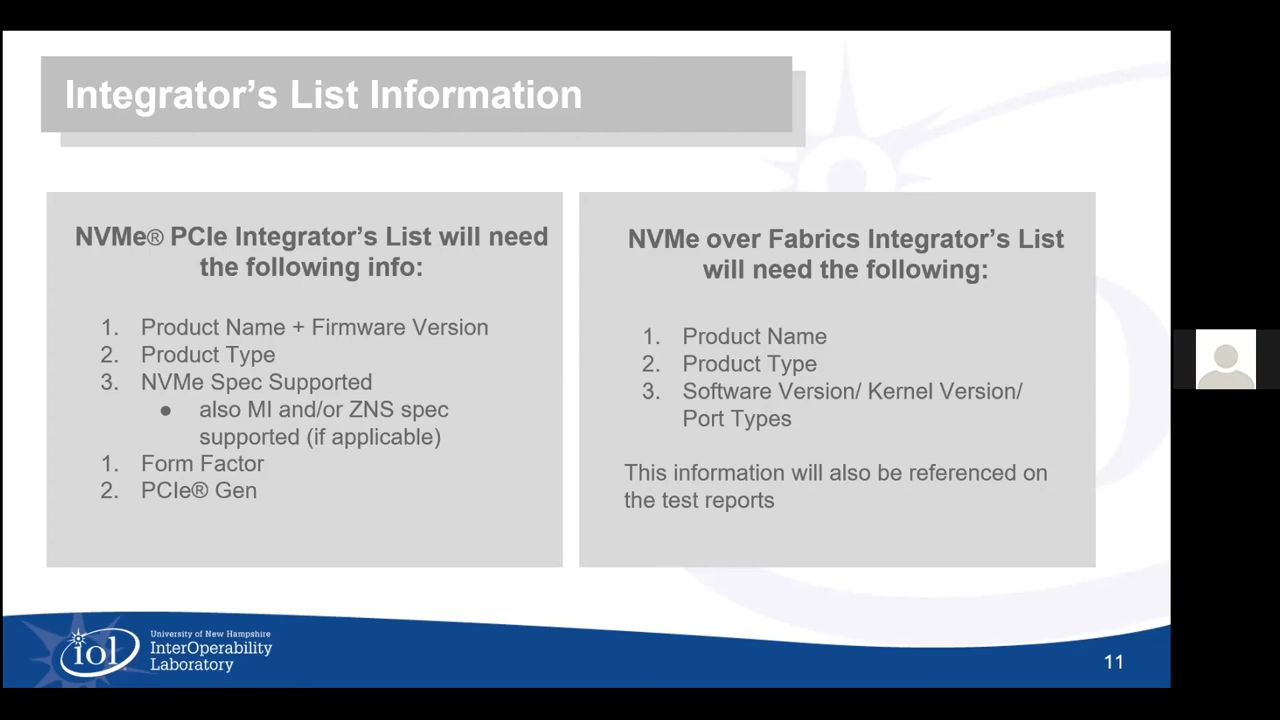 Integrator's List Information
NVMe® PCIe Integrator's List will need
the following info:
1. Product Name + Firmware Version
2. Product Type
3. NVMe Spec Supported
● also MI and/or ZNS spec
supported (if applicable)
1. Form Factor
2. PCIe® Gen
NVMe over Fabrics Integrator's List
will need the following:
1. Product Name
2. Product Type
3. Software Version/ Kernel Version/
Port Types
This information will also be referenced on
the test reports
iol
University of New Hampshire
InterOperability
Laboratory
11